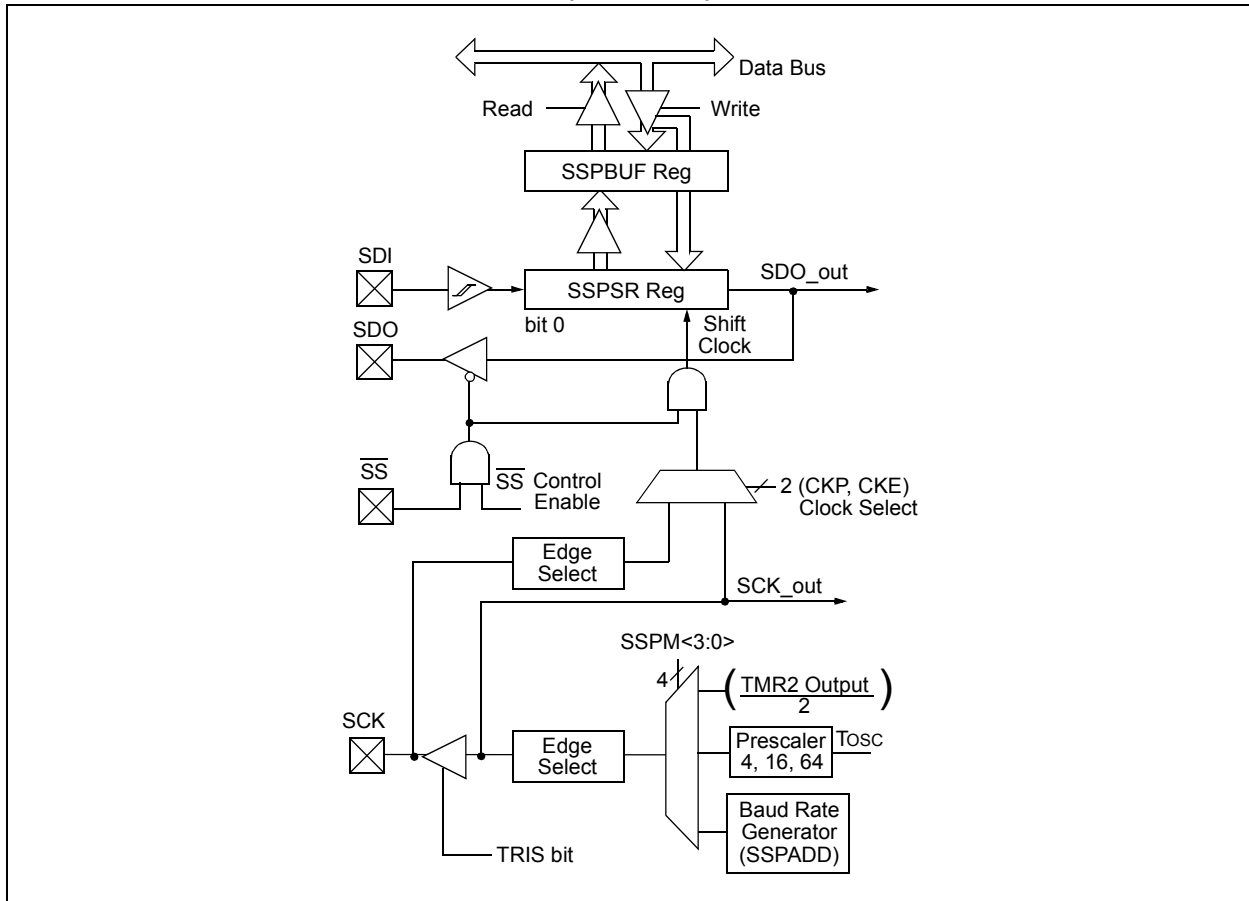 Data Bus
Read
Write
SSPBUF Reg
SDI
SSPSR Reg
SDO_out
bit 0
Shift
Clock
SDO
SS
SS Control
Enable
2 (CKP, CKE)
Clock Select
Edge
Select
SCK_out
SSPM<3:0>
4
(TMR2 Output
2)
SCK
Edge
Select
Prescaler
4, 16, 64
TOSC
Baud Rate
Generator
(SSPADD)
TRIS bit